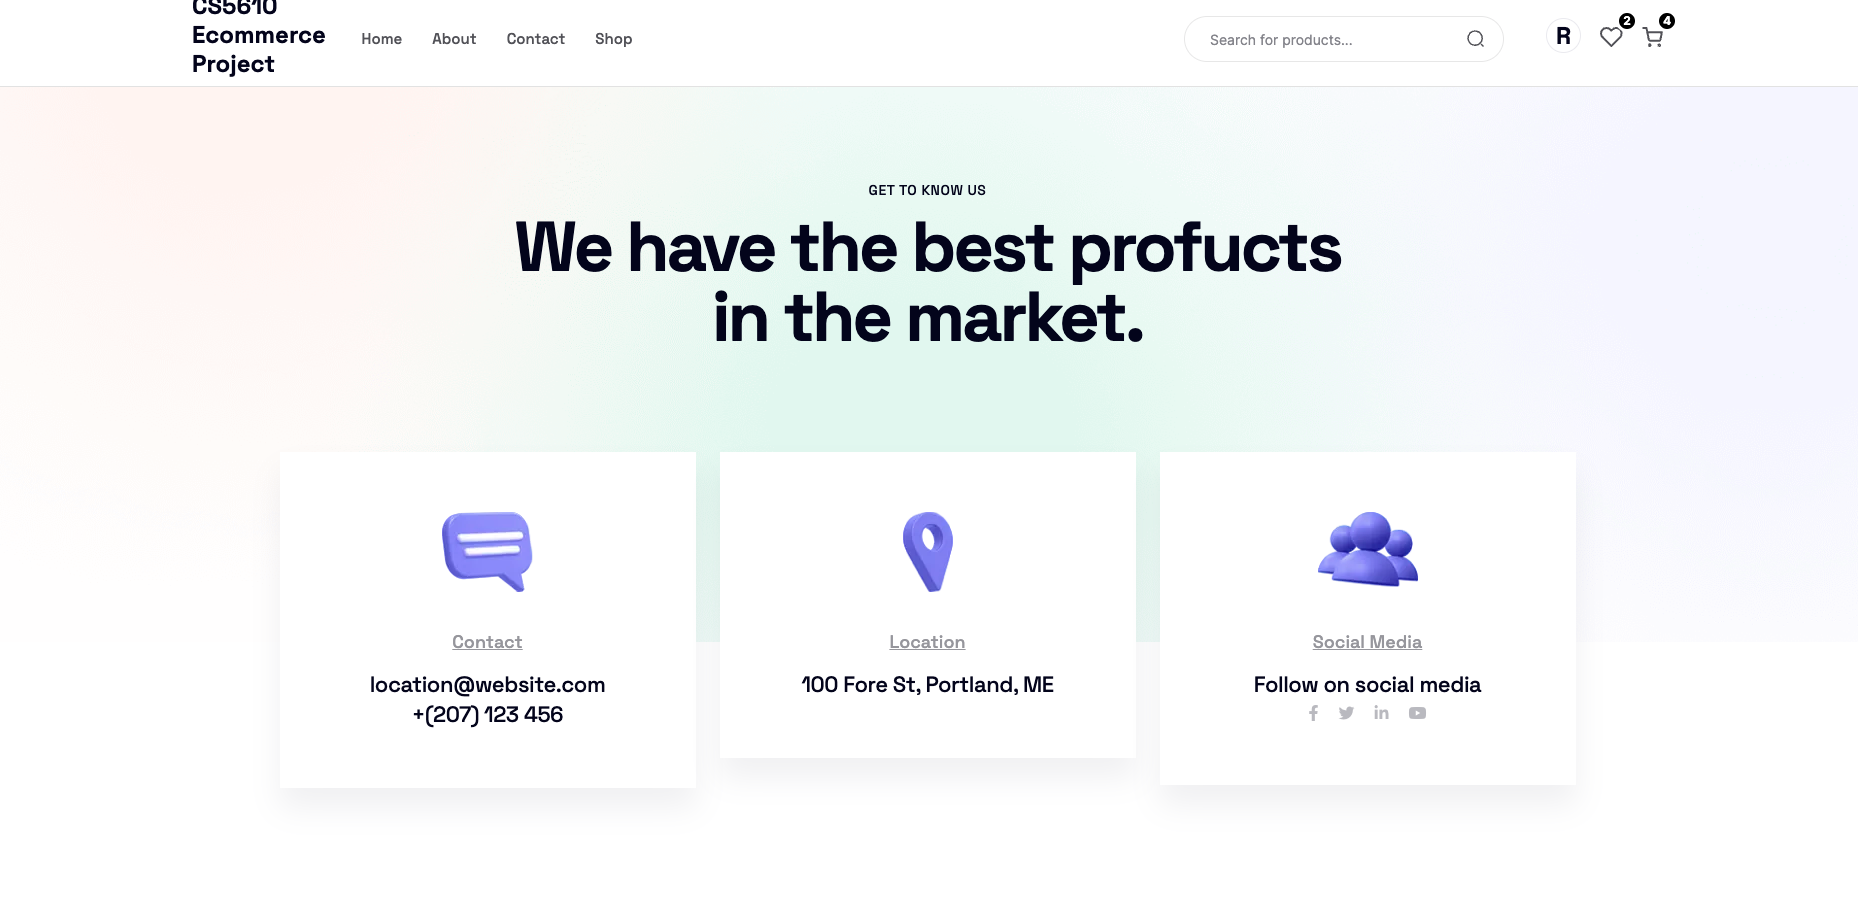 CS5610
Ecommerce
Project
Home
About
Contact
Shop
Search for products...
R
2
4
GET TO KNOW US
We have the best profucts
in the market.
Contact
location@website.com
+(207) 123 456
Location
100 Fore St, Portland, ME
Social Media
Follow on social media